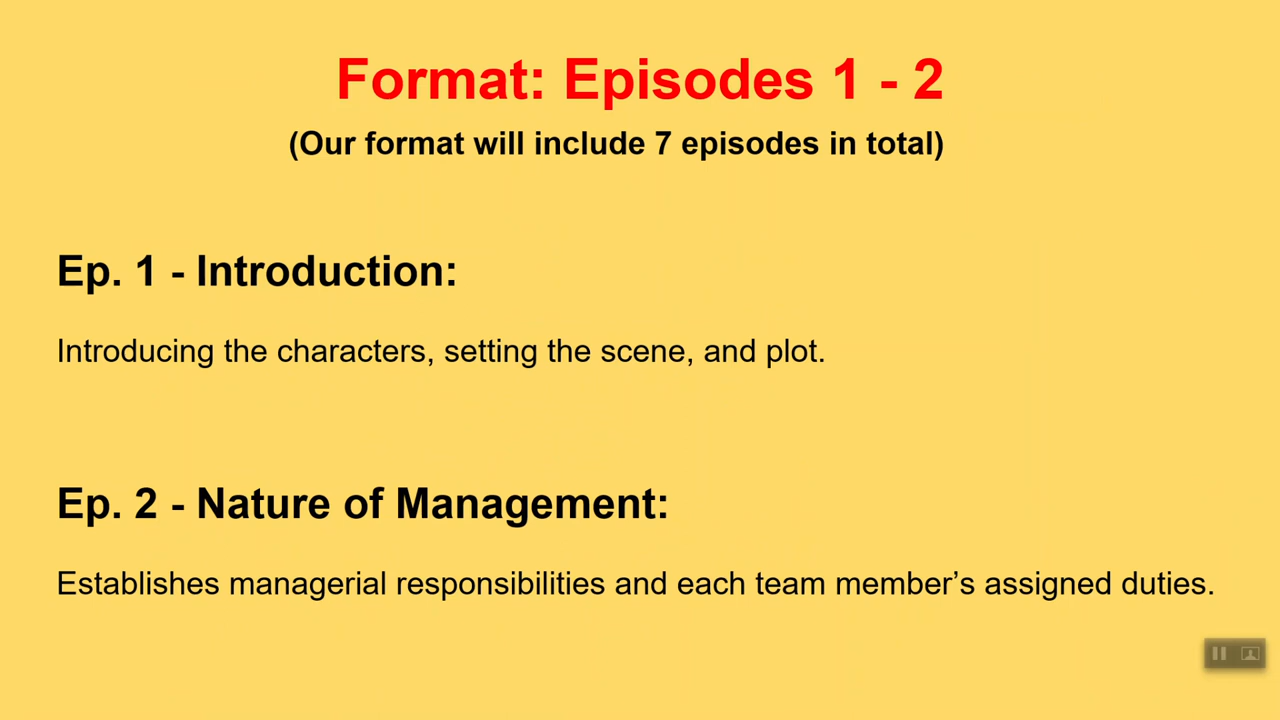 Format: Episodes 1 - 2
(Our format will include 7 episodes in total)
Ep. 1 - Introduction:
Introducing the characters, setting the scene, and plot.
Ep. 2 - Nature of Management:
Establishes managerial responsibilities and each team member’s assigned duties.